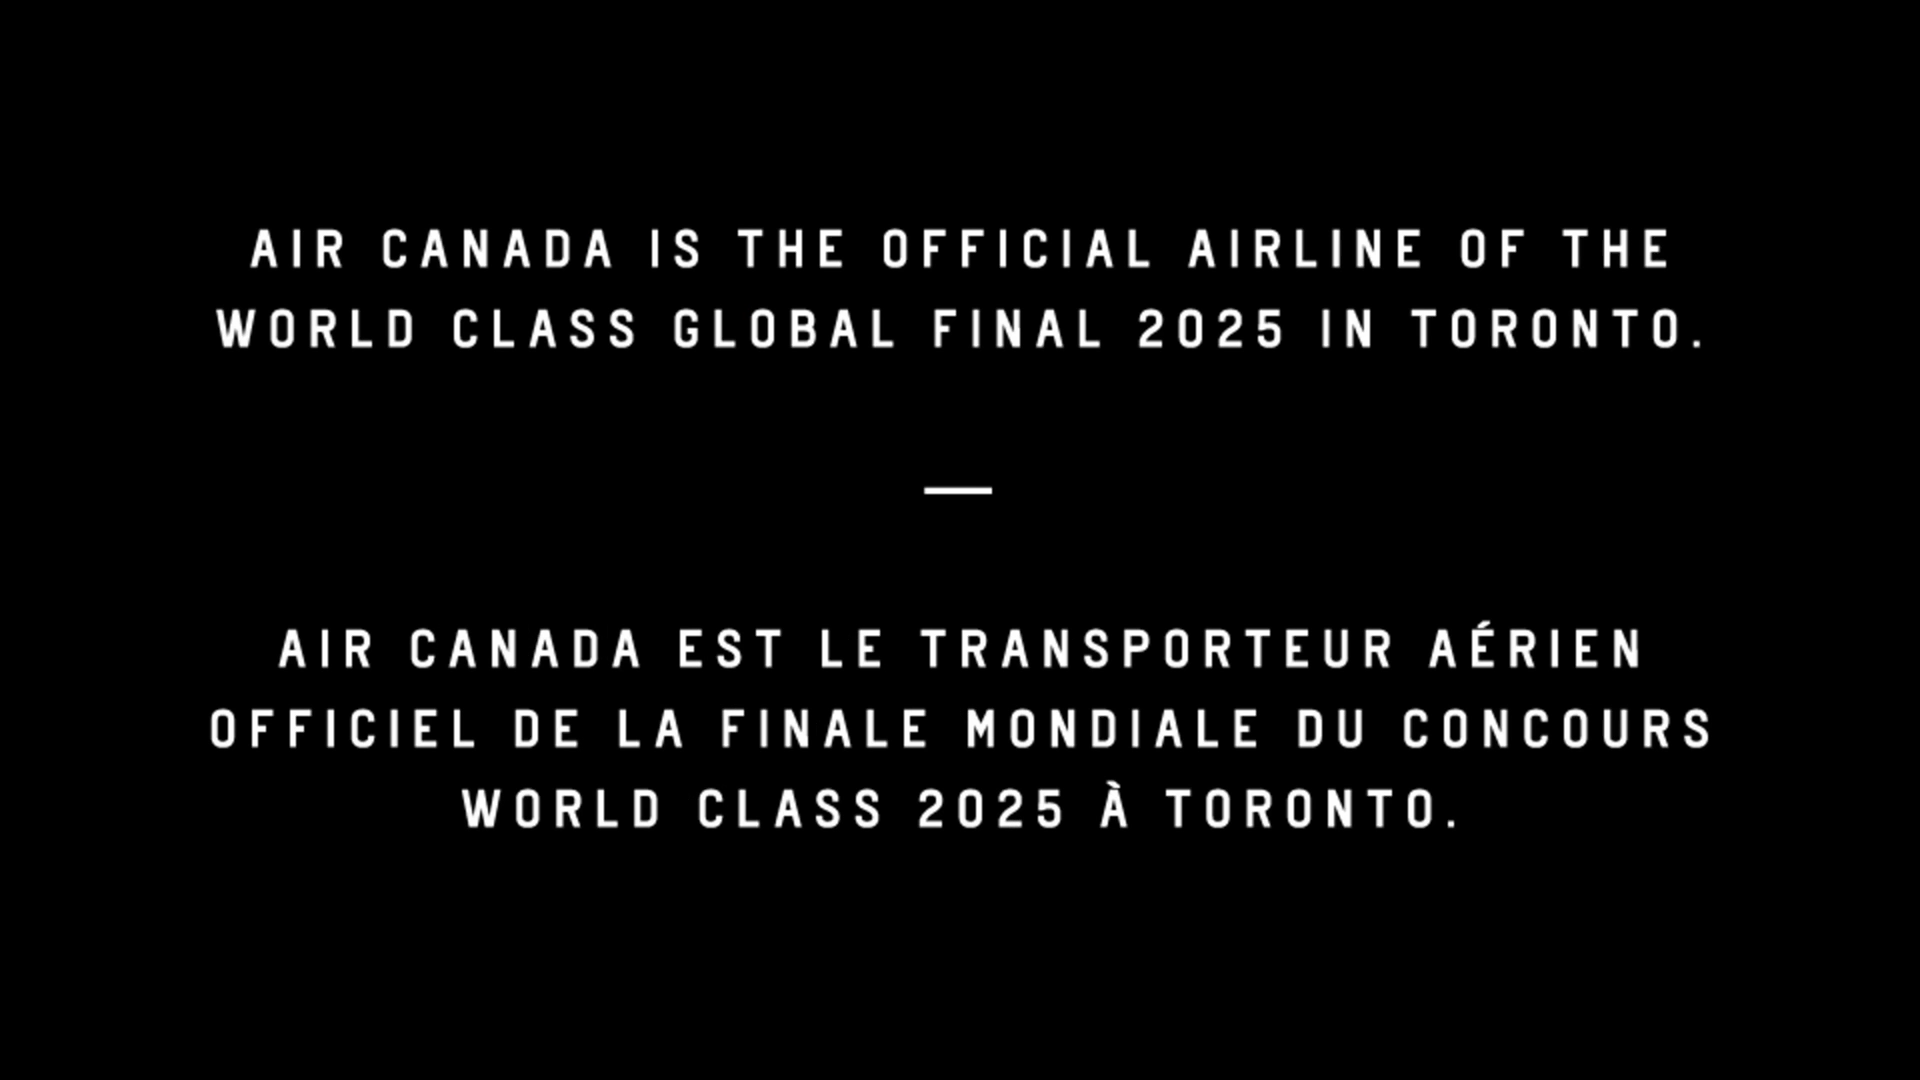 AIR CANADA IS THE OFFICIAL AIRLINE OF THE
WORLD CLASS GLOBAL FINAL 2025 IN TORONTO.
—
AIR CANADA EST LE TRANSPORTEUR AÉRIEN
OFFICIEL DE LA FINALE MONDIALE DU CONCOURS
WORLD CLASS 2025 À TORONTO.